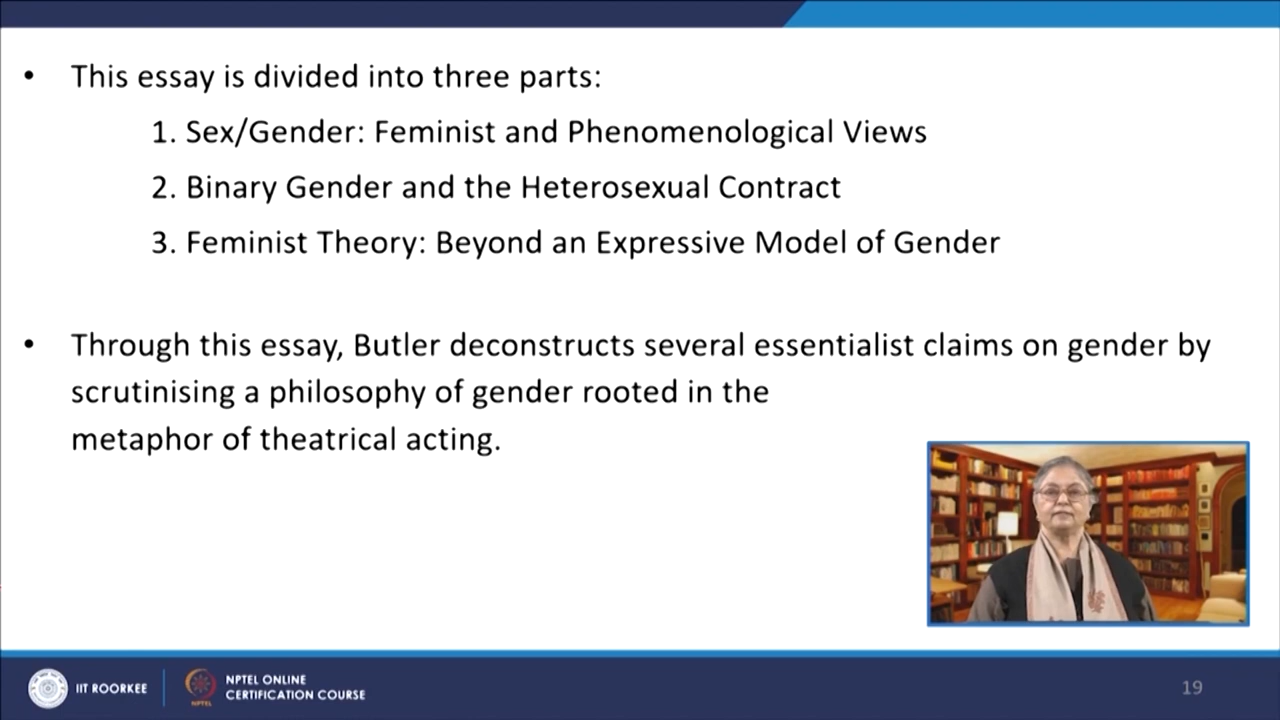 • This essay is divided into three parts:
1. Sex/Gender: Feminist and Phenomenological Views
2. Binary Gender and the Heterosexual Contract
3. Feminist Theory: Beyond an Expressive Model of Gender
• Through this essay, Butler deconstructs several essentialist claims on gender by
scrutinising a philosophy of gender rooted in the
metaphor of theatrical acting.
IIT ROORKEE
NPTEL
NPTEL ONLINE
CERTIFICATION COURSE
19